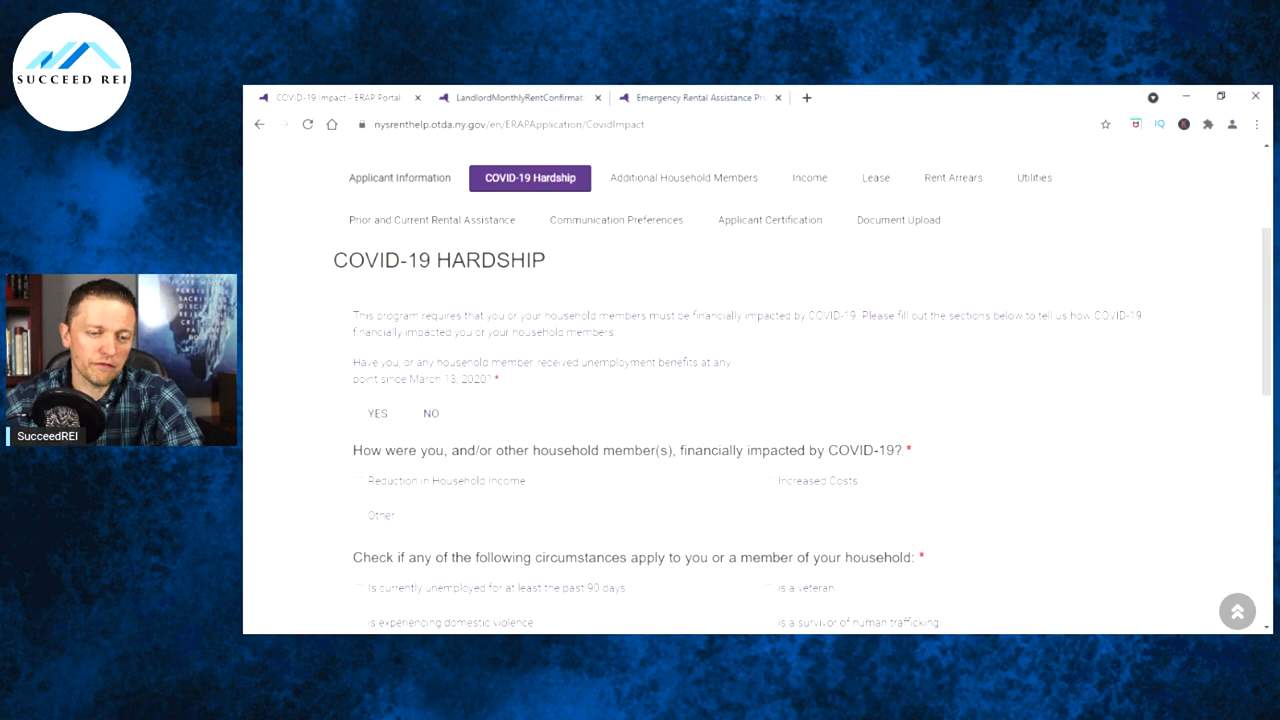 SUCCEED REI
COVID-19 Impact - ERAP Portal
LandlordMonthlyRentConfirmat
Emergency Rental Assistance Pr
nysrenthelp.otda.ny.gov/en/ERAPApplication/CovidImpact
IQ
Applicant Information COVID-19 Hardship Additional Household Members Income Lease Rent Arrears Utilities
Prior and Current Rental Assistance Communication Preferences Applicant Certification Document Upload
COVID-19 HARDSHIP
This program requires that you or your household members must be financially impacted by COVID-19. Please fill out the sections below to tell us how COVID-19
financially impacted you or your household members.
Have you, or any household member received unemployment benefits at any
point since March 13, 2020? *
YES NO
How were you, and/or other household member(s), financially impacted by COVID-19? *
Reduction in Household Income Increased Costs
Other
Check if any of the following circumstances apply to you or a member of your household: *
Is currently unemployed for at least the past 90 days is a veteran
is experiencing domestic violence is a survivor of human trafficking
SucceedREI